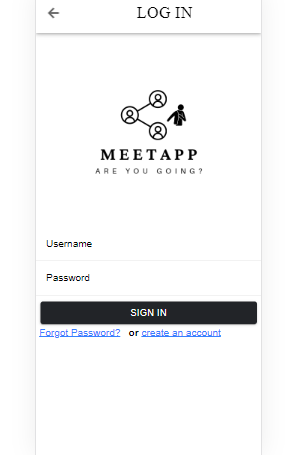 LOG IN
MEETAPP
ARE YOU GOING?
Username
Password
SIGN IN
Forgot Password? or create an account